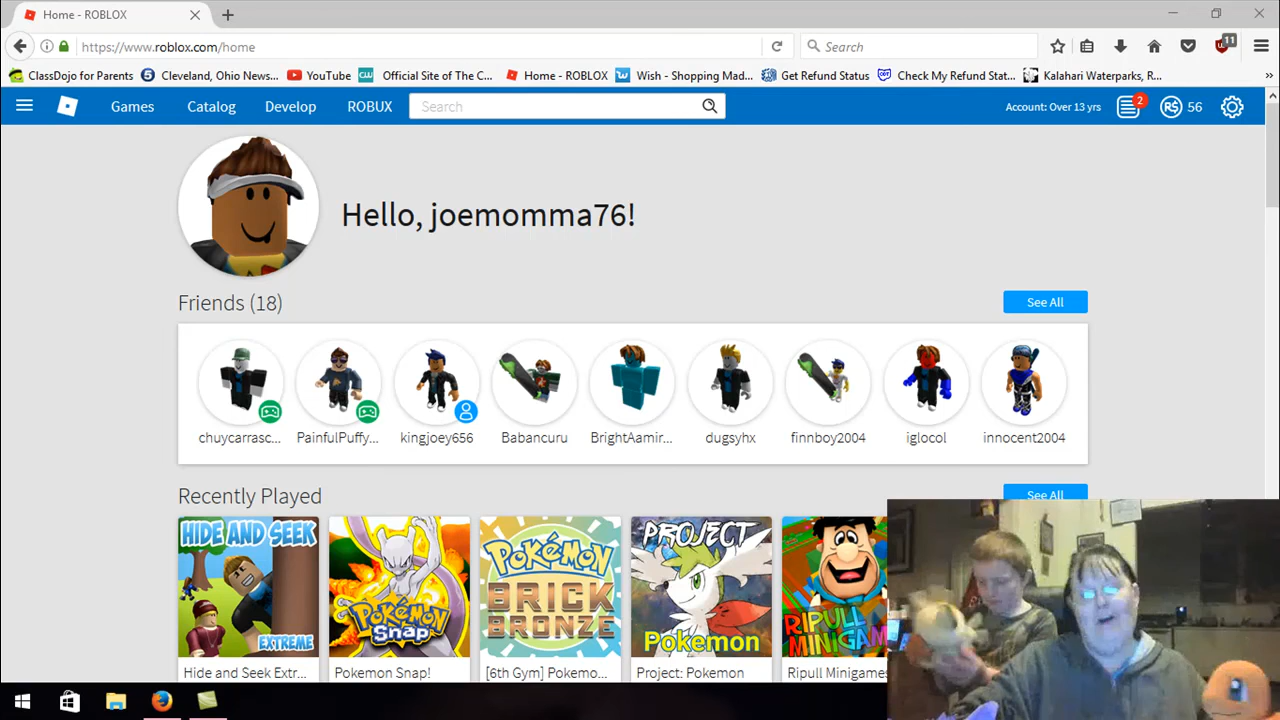 Home - ROBLOX
https://www.roblox.com/home
Search
11
ClassDojo for Parents
Cleveland, Ohio News...
YouTube
CW Official Site of The C...
Home - ROBLOX
Wish - Shopping Mad...
Get Refund Status
Check My Refund Stat...
Kalahari Waterparks, R...
Games
Catalog
Develop
ROBUX
Search
Account: Over 13 yrs
2
R$ 56
Hello, joemomma76!
Friends (18)
See All
chuycarrasc...
PainfulPuffy...
kingjoey656
Babancuru
BrightAamir...
dugsyhx
finnboy2004
iglocol
innocent2004
Recently Played
See All
HIDE AND SEEK
EXTREME
Pokémon
Snap
POKéMON
BRICK
BRONZE
PROJECT
Pokemon
RIPULL
MINIGAM
Hide and Seek Extr...
Pokemon Snap!
[6th Gym] Pokemo...
Project: Pokemon
Ripull Minigames